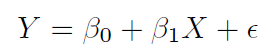 Y = β₀ + β₁X + ϵ